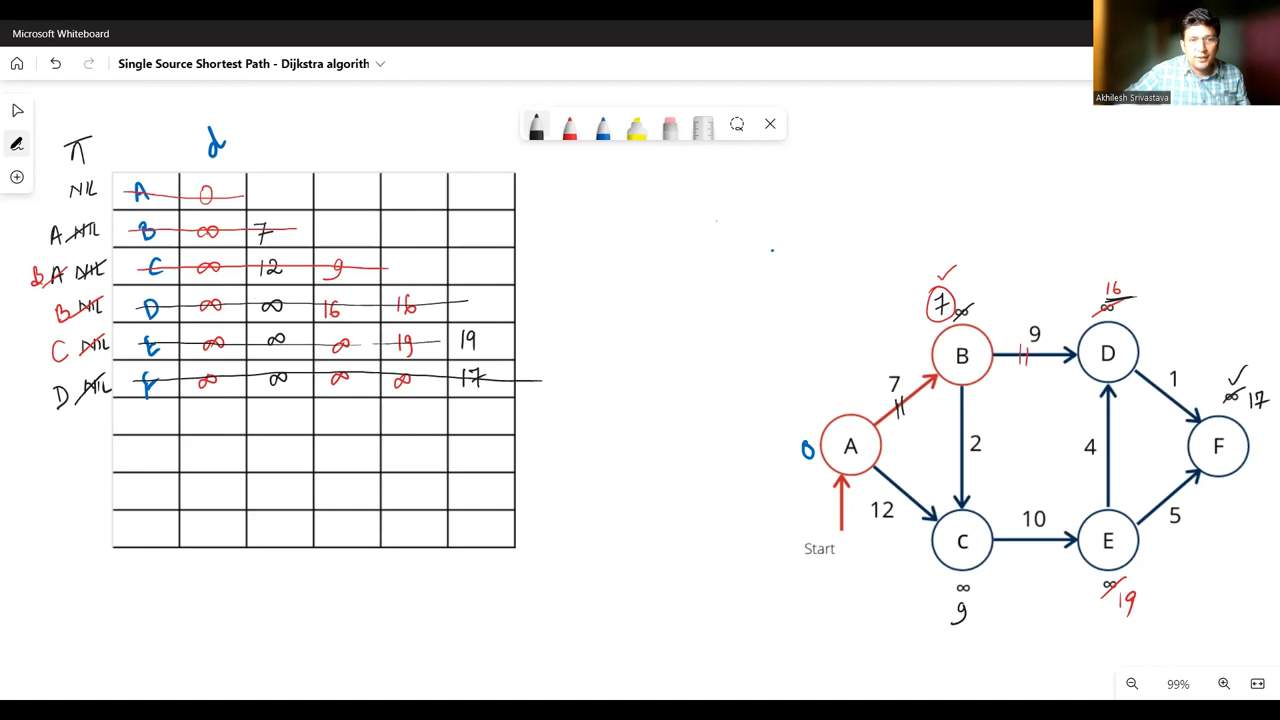 Microsoft Whiteboard
Single Source Shortest Path - Dijkstra algorith
Akhilesh Srivastava
π d
NIL A 0
A NIL B ∞ 7
B A NIL C ∞ 12 9
B NIL D ∞ ∞ 16 16
C NIL E ∞ ∞ ∞ 19 19
D NIL F ∞ ∞ ∞ ∞ 17
7 ∞
16
∞
B
9
D
7
1
∞ 17
0
A
2
4
F
12
10
5
C
E
Start
∞
9
∞ 19
99%